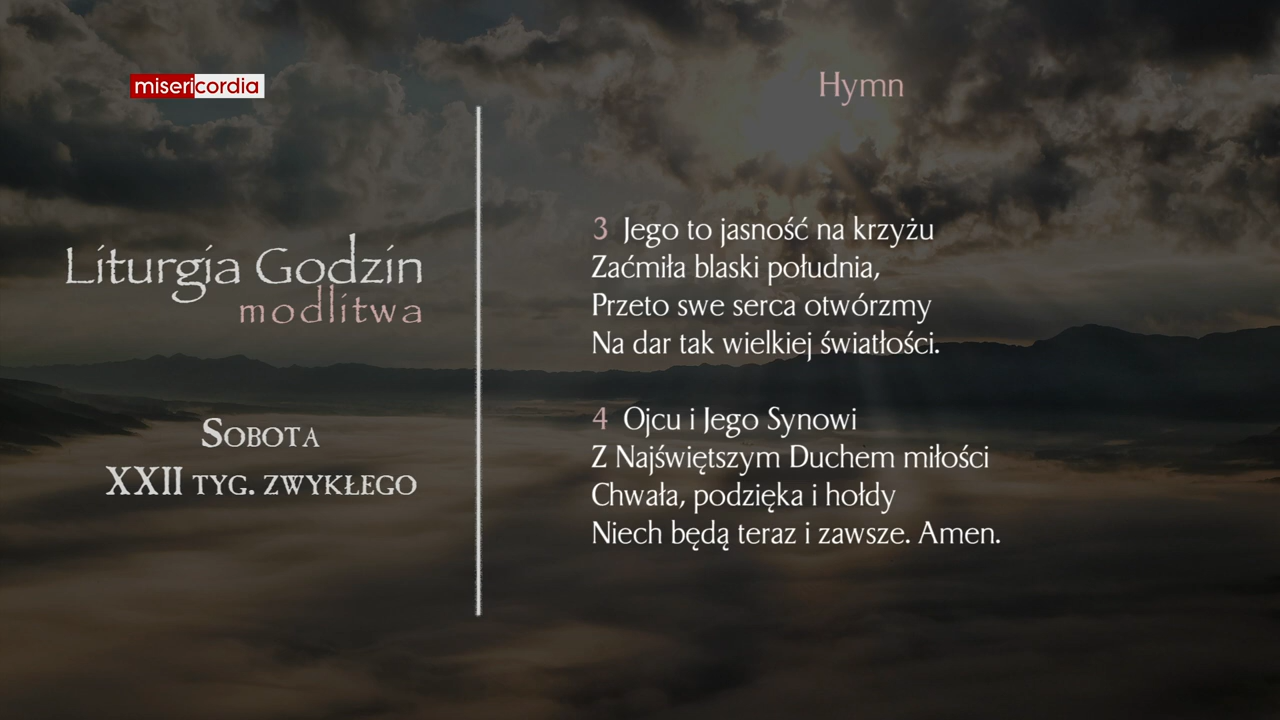 misericordia
Liturgia Godzin
modlitwa
Sobota
XXII tyg. zwykłego
Hymn
3 Jego to jasność na krzyżu
Zaćmiła blaski południa,
Przeto swe serca otwórzmy
Na dar tak wielkiej światłości.
4 Ojcu i Jego Synowi
Z Najświętszym Duchem miłości
Chwała, podzięka i hołdy
Niech będą teraz i zawsze. Amen.